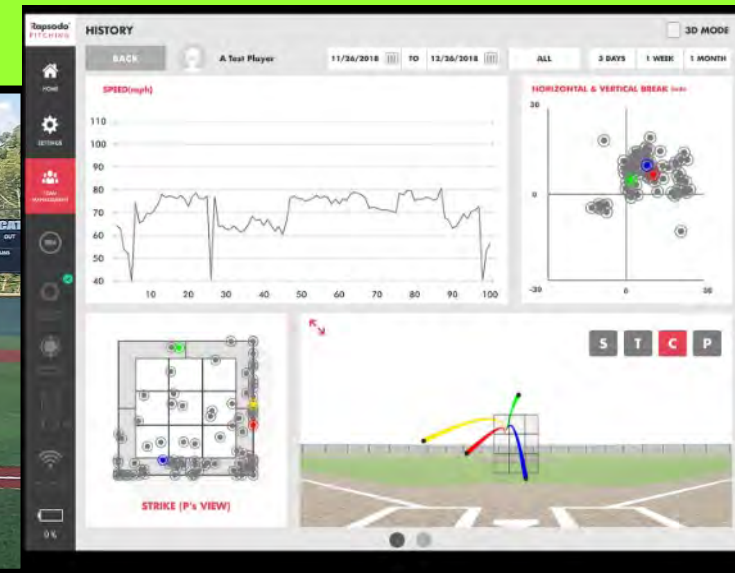 Rapsodo
PITCHING
HISTORY
3D MODE
BACK
A Test Player
11/26/2018 TO 12/26/2018
ALL
3 DAYS
1 WEEK
1 MONTH
HOME
SETTINGS
TEAM
MANAGEMENT
0%
SPEED(mph)
110
100
90
80
70
60
50
40
10 20 30 40 50 60 70 80 90 100
HORIZONTAL & VERTICAL BREAK
30
0
-30
0
30
STRIKE (P's VIEW)
S T C P
OUT